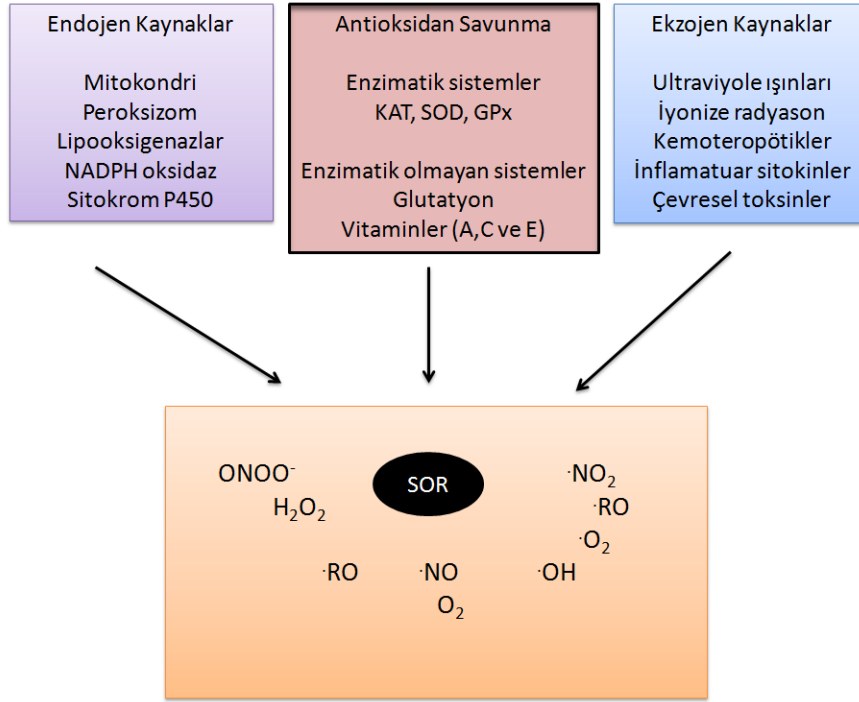 Endojen Kaynaklar
Mitokondri
Peroksizom
Lipooksigenazlar
NADPH oksidaz
Sitokrom P450
Antioksidan Savunma
Enzimatik sistemler
KAT, SOD, GPx
Enzimatik olmayan sistemler
Glutatyon
Vitaminler (A,C ve E)
Ekzojen Kaynaklar
Ultraviyole ışınları
İyonize radyason
Kemoteropötikler
İnflamatuar sitokinler
Çevresel toksinler
ONOO⁻
H₂O₂
SOR
·NO₂
·RO
·O₂
·RO
·NO
·OH
O₂